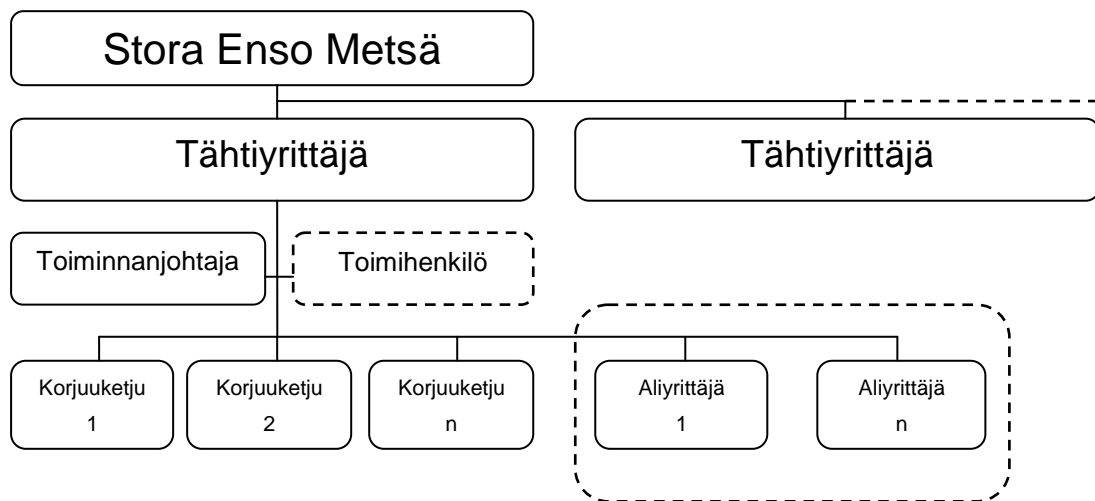 Stora Enso Metsä
Tähtiyrittäjä
Tähtiyrittäjä
Toiminnanjohtaja
Toimihenkilö
Korjuuketju
1
Korjuuketju
2
Korjuuketju
n
Aliyrittäjä
1
Aliyrittäjä
n